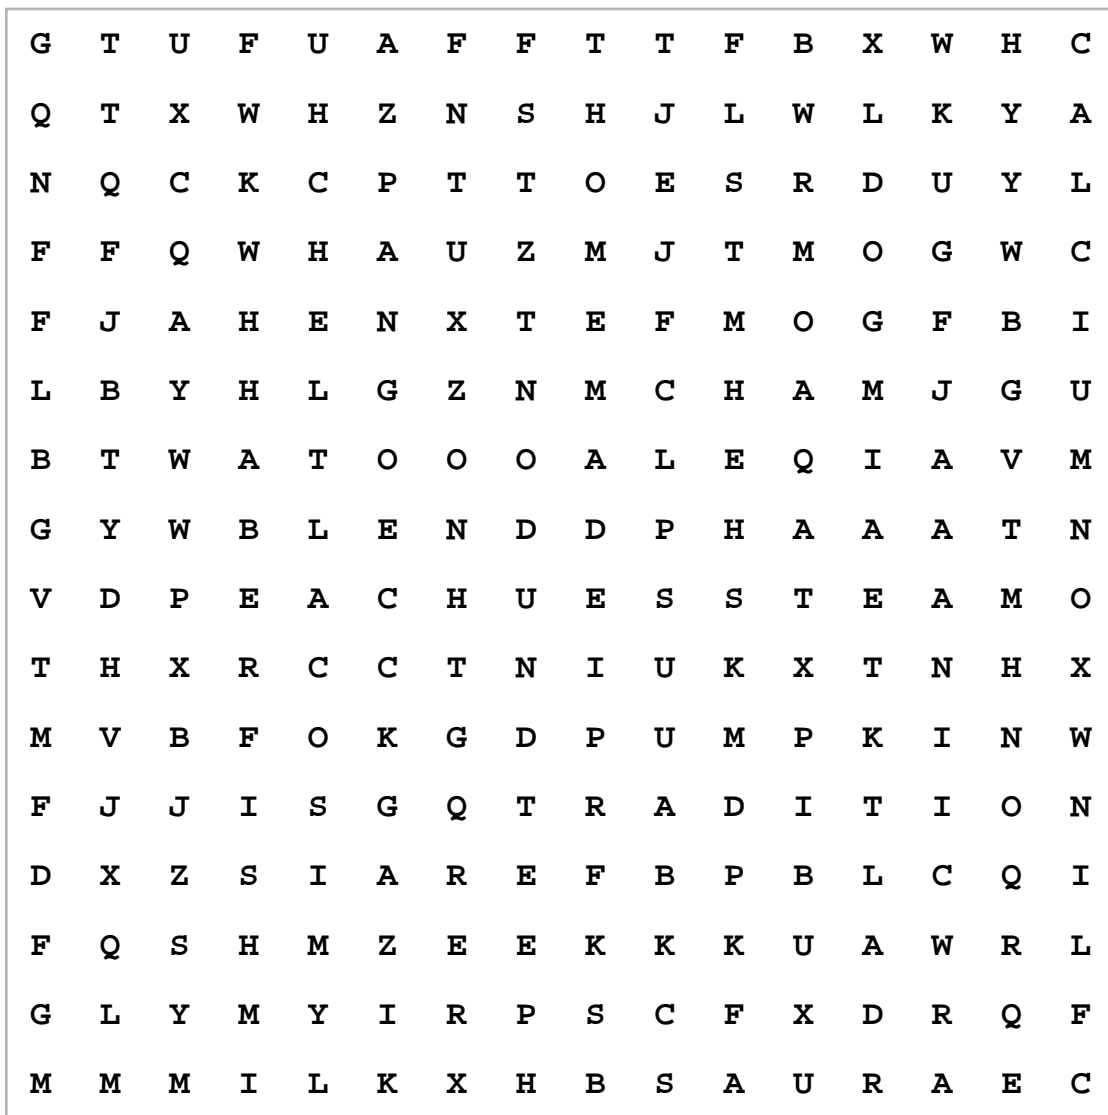 G T U F U A F F T T F B X W H C
Q T X W H Z N S H J L W L K Y A
N Q C K C P T T O E S R D U Y L
F F Q W H A U Z M J T M O G W C
F J A H E N X T E F M O G F B I
L B Y H L G Z N M C H A M J G U
B T W A T O O O A L E Q I A V M
G Y W B L E N D D P H A A A T N
V D P E A C H U E S S T E A M O
T H X R C C T N I U K X T N H X
M V B F O K G D P U M P K I N W
F J J I S G Q T R A D I T I O N
D X Z S I A R E F B P B L C Q I
F Q S H M Z E E K K K U A W R L
G L Y M Y I R P S C F X D R Q F
M M M I L K X H B S A U R A E C